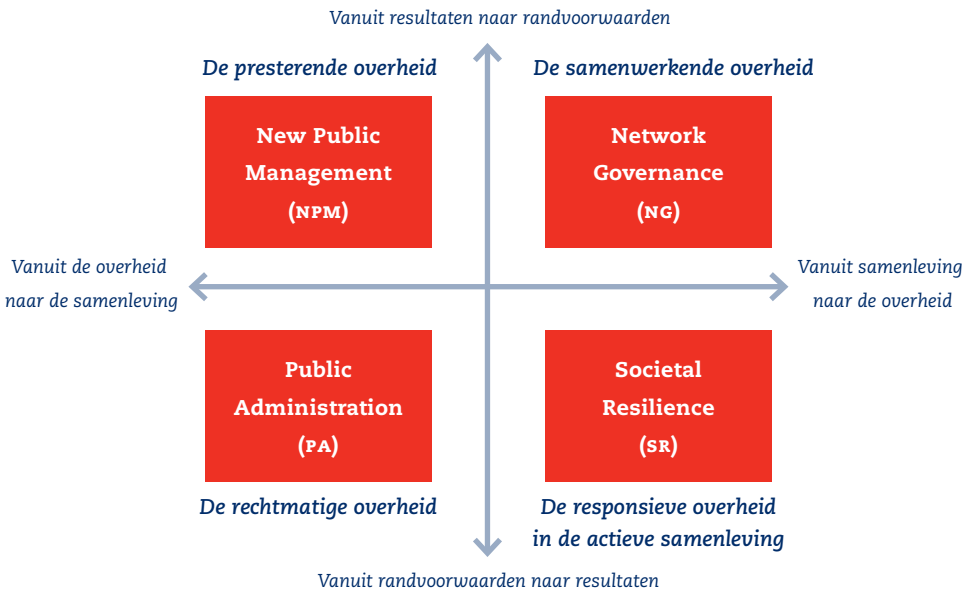 Vanuit resultaten naar randvoorwaarden
De presterende overheid
De samenwerkende overheid
New Public
Management
(NPM)
Network
Governance
(NG)
Vanuit de overheid
naar de samenleving
Vanuit samenleving
naar de overheid
Public
Administration
(PA)
Societal
Resilience
(SR)
De rechtmatige overheid
De responsieve overheid
in de actieve samenleving
Vanuit randvoorwaarden naar resultaten